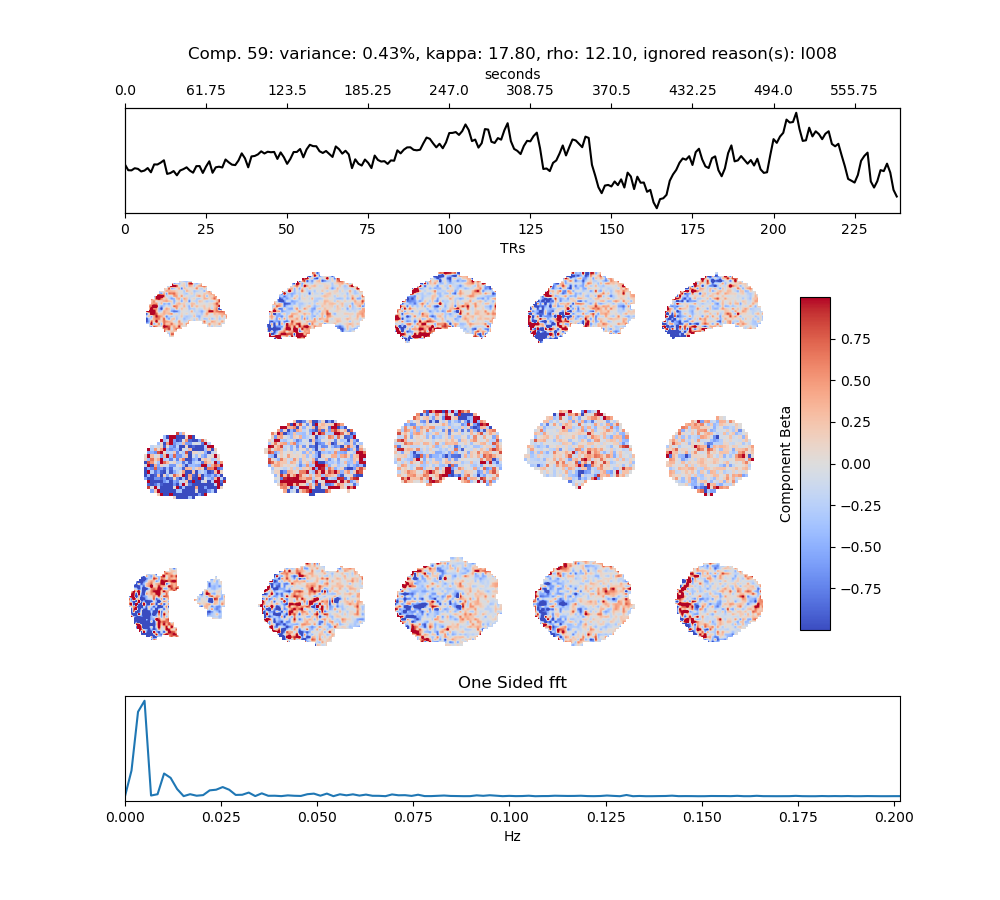 Comp. 59: variance: 0.43%, kappa: 17.80, rho: 12.10, ignored reason(s): I008
seconds
0.0 61.75 123.5 185.25 247.0 308.75 370.5 432.25 494.0 555.75
0 25 50 75 100 125 150 175 200 225
TRs
0.75
0.50
0.25
0.00
−0.25
−0.50
−0.75
Component Beta
One Sided fft
0.000 0.025 0.050 0.075 0.100 0.125 0.150 0.175 0.200
Hz